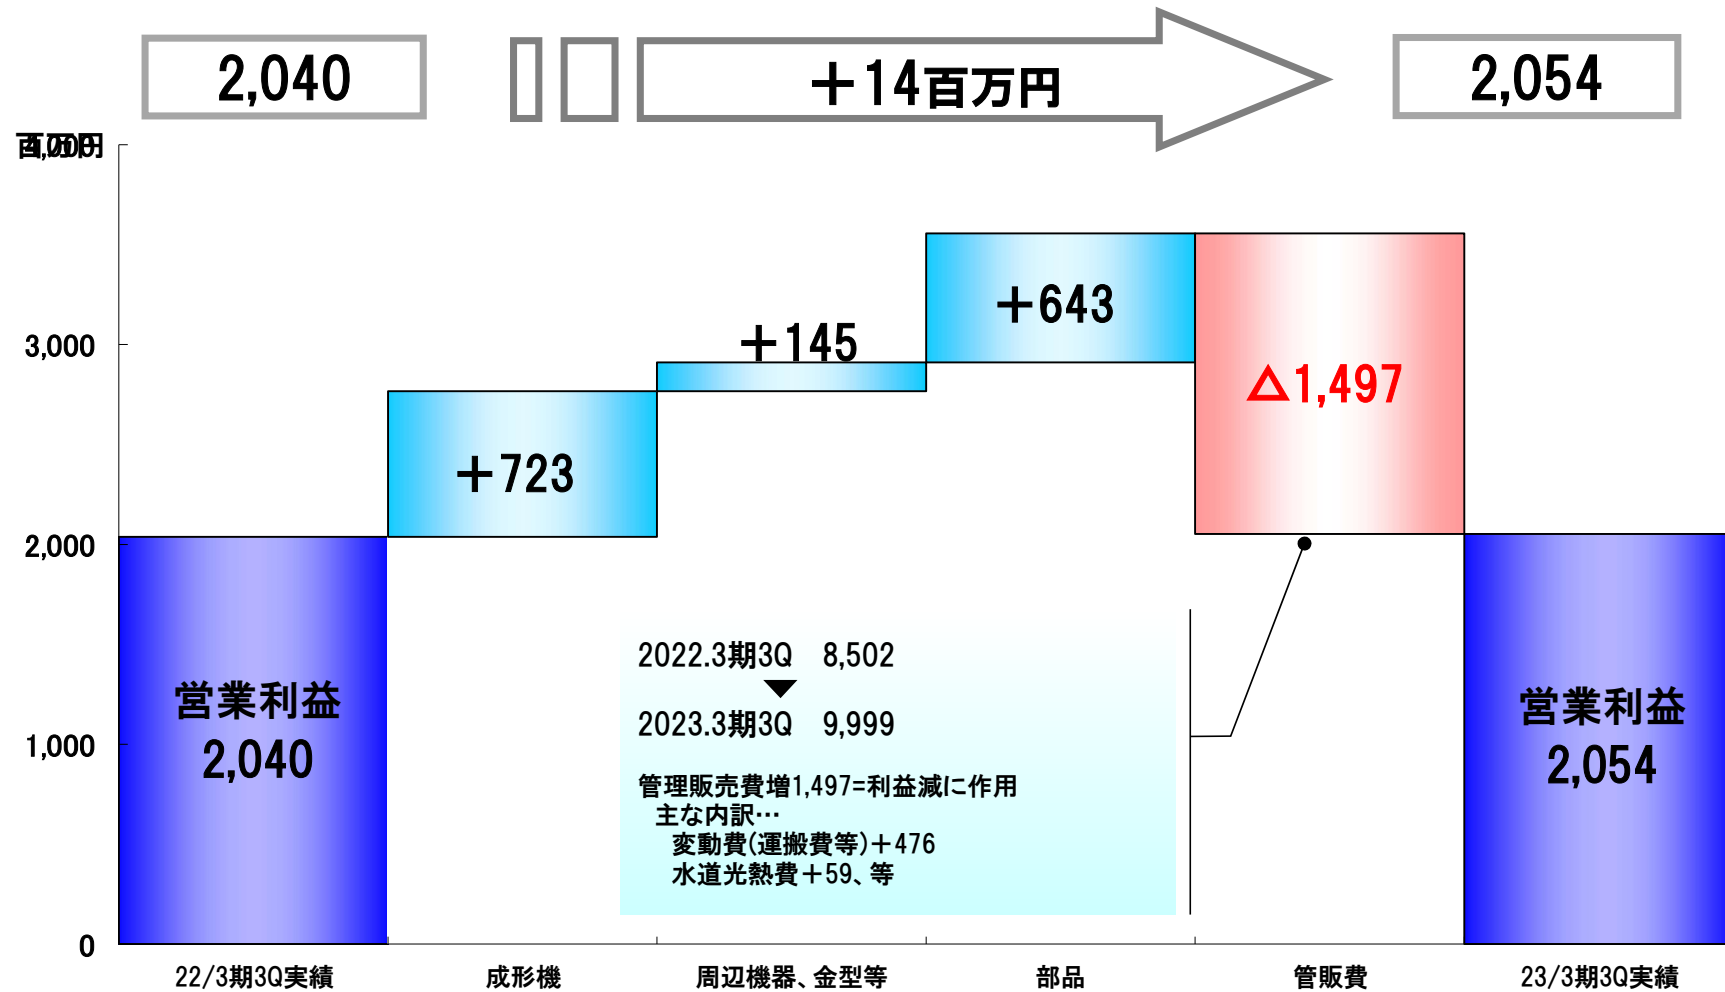 2,040
＋14百万円
2,054
百万円
4,000
3,000
2,000
1,000
0
＋723
＋145
＋643
△1,497
営業利益
2,040
営業利益
2,054
2022.3期3Q 8,502
▼
2023.3期3Q 9,999
管理販売費増1,497=利益減に作用
主な内訳…
変動費(運搬費等)＋476
水道光熱費＋59、等
22/3期3Q実績
成形機
周辺機器、金型等
部品
管販費
23/3期3Q実績